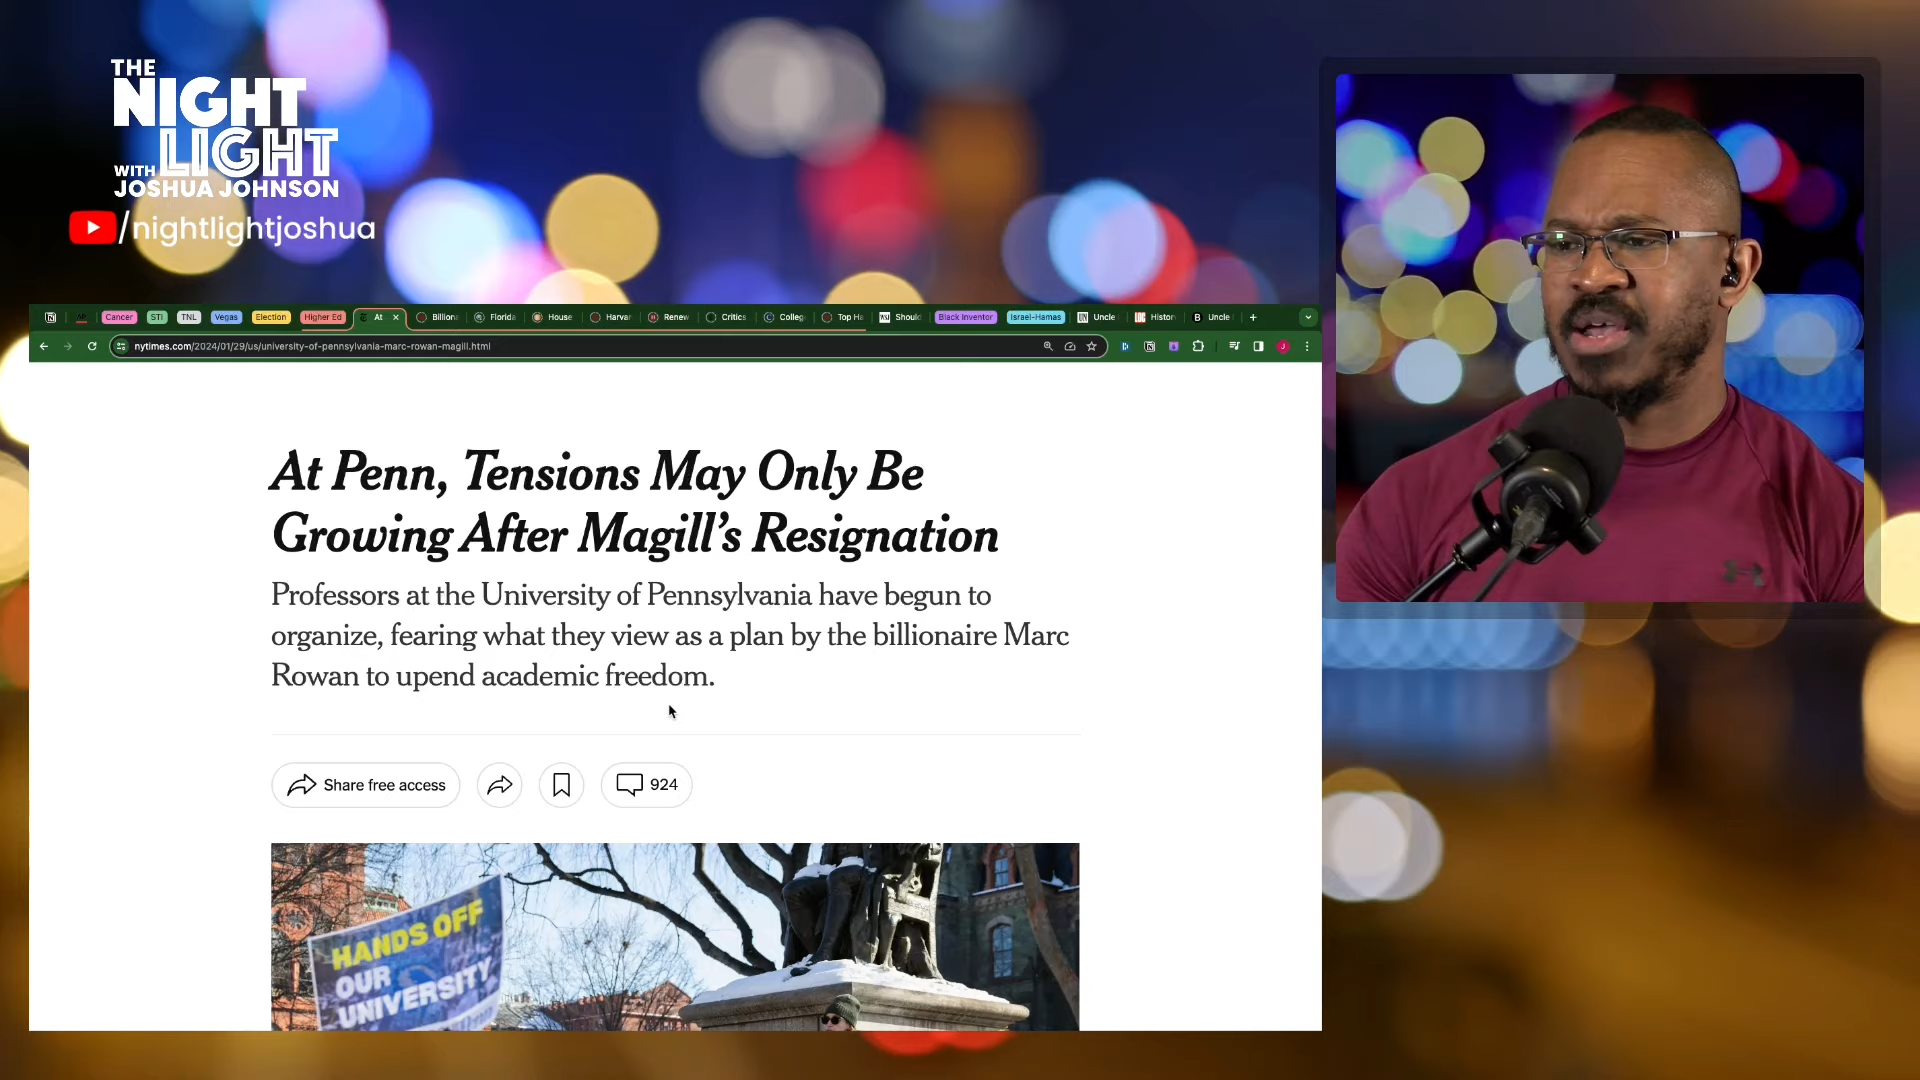 THE
NIGHT
LIGHT
WITH
JOSHUA JOHNSON
/nightlightjoshua
Cancer STI TNL Vegas Election Higher Ed At Billion Florida House Harvar Renew Critics Colleg Top Ha Should Black Inventor Israel-Hamas Uncle Histor Uncle
nytimes.com/2024/01/29/us/university-of-pennsylvania-marc-rowan-magill.html
At Penn, Tensions May Only Be
Growing After Magill's Resignation
Professors at the University of Pennsylvania have begun to
organize, fearing what they view as a plan by the billionaire Marc
Rowan to upend academic freedom.
Share free access 924
HANDS OFF
OUR
UNIVERSITY